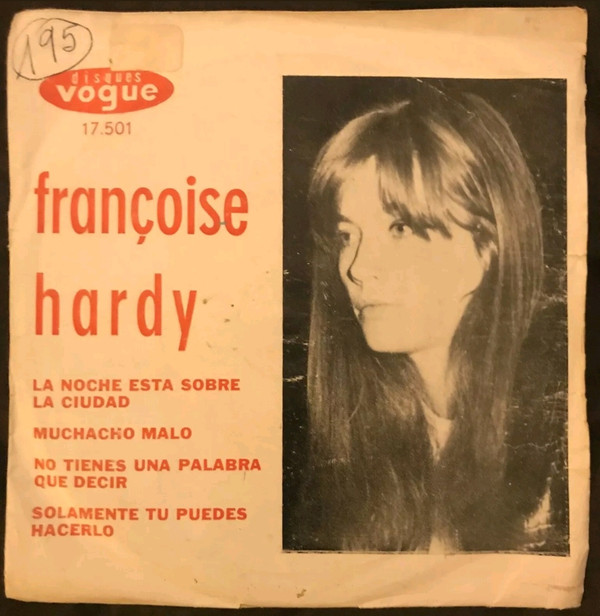 195
disques
vogue
17.501
françoise
hardy
LA NOCHE ESTA SOBRE
LA CIUDAD
MUCHACHO MALO
NO TIENES UNA PALABRA
QUE DECIR
SOLAMENTE TU PUEDES
HACERLO